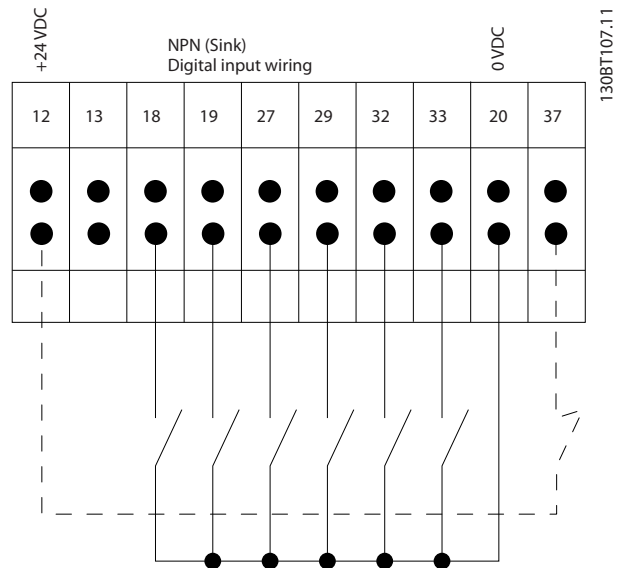 +24 VDC
NPN (Sink)
Digital input wiring
0 VDC
130BT107.11
12 13 18 19 27 29 32 33 20 37